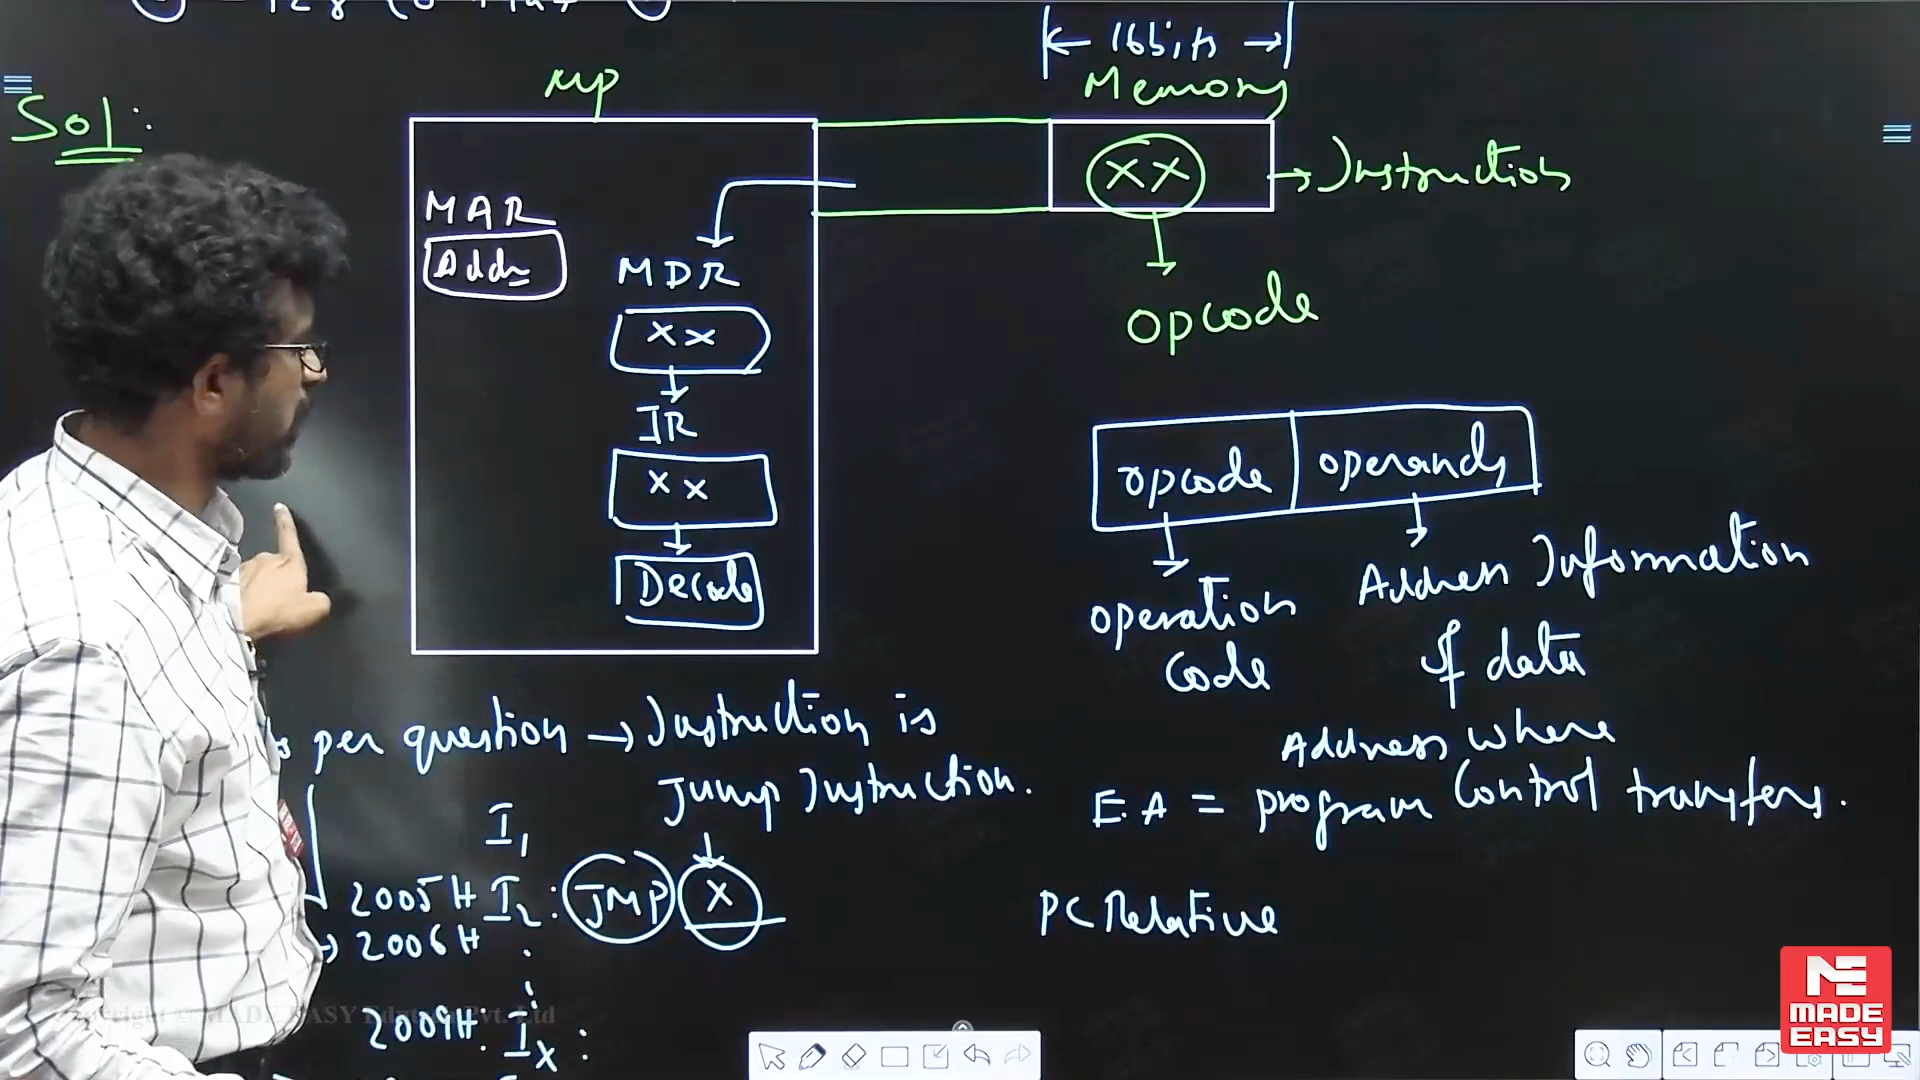 16bits
μp
Memory
Sol:
XX
Instruction
MAR
Addr
MDR
opcode
XX
IR
opcode operands
XX
Decode
operation
code
Address Information
of data
per question → Instruction is
Jump Instruction.
Address where
E.A = program Control transfers.
I1
2005H I2: JMP X
2006H
PC Relative
2009H. IX:
MADE EASY